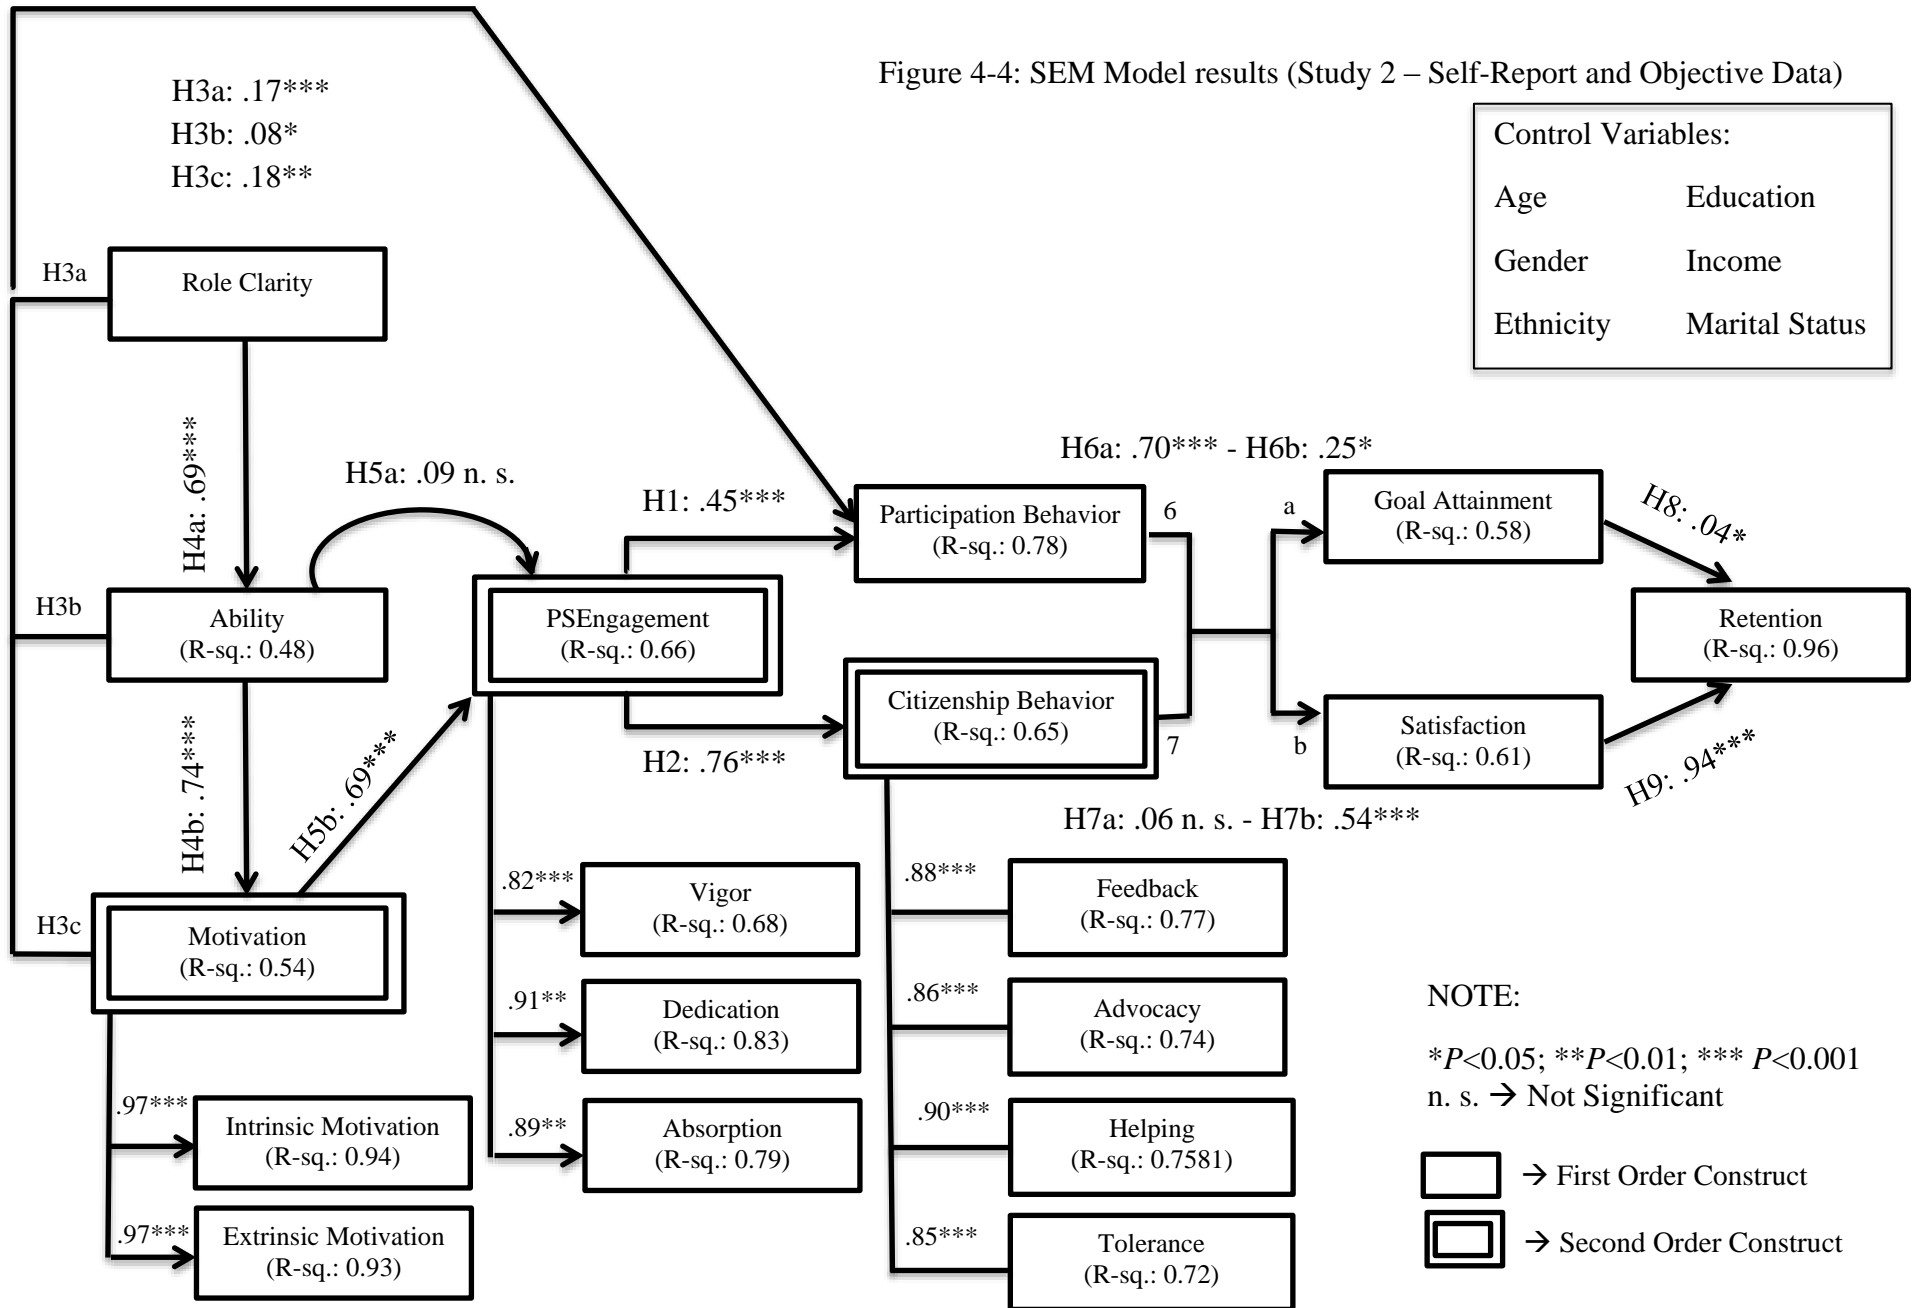 Figure 4-4: SEM Model results (Study 2 – Self-Report and Objective Data)
H3a: .17***
H3b: .08*
H3c: .18**
Control Variables:
Age Education
Gender Income
Ethnicity Marital Status
H3a
Role Clarity
H4a: .69***
H5a: .09 n. s.
H1: .45***
H6a: .70*** - H6b: .25*
Participation Behavior
(R-sq.: 0.78)
6
a
Goal Attainment
(R-sq.: 0.58)
H8: .04*
H3b
Ability
(R-sq.: 0.48)
PSEngagement
(R-sq.: 0.66)
Retention
(R-sq.: 0.96)
Citizenship Behavior
(R-sq.: 0.65)
7
b
Satisfaction
(R-sq.: 0.61)
H9: .94***
H4b: .74***
H5b: .69***
H2: .76***
H7a: .06 n. s. - H7b: .54***
H3c
Motivation
(R-sq.: 0.54)
.82***
Vigor
(R-sq.: 0.68)
.88***
Feedback
(R-sq.: 0.77)
.91**
Dedication
(R-sq.: 0.83)
.86***
Advocacy
(R-sq.: 0.74)
.97***
Intrinsic Motivation
(R-sq.: 0.94)
.89**
Absorption
(R-sq.: 0.79)
.90***
Helping
(R-sq.: 0.7581)
.97***
Extrinsic Motivation
(R-sq.: 0.93)
.85***
Tolerance
(R-sq.: 0.72)
NOTE:
*P<0.05; **P<0.01; *** P<0.001
n. s. → Not Significant
→ First Order Construct
→ Second Order Construct